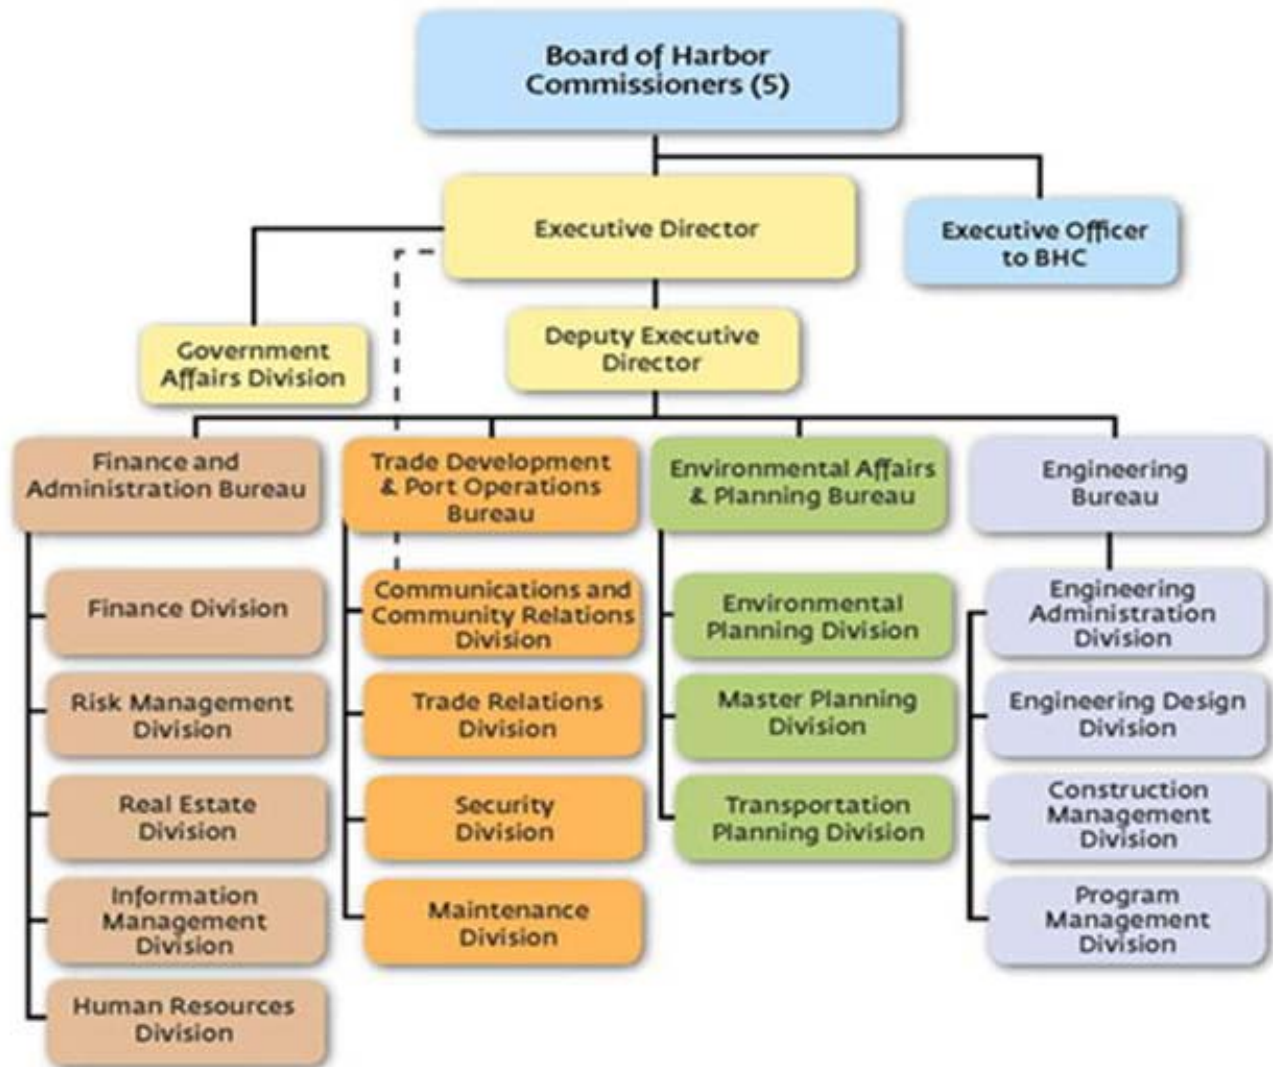 Board of Harbor
Commissioners (5)
Executive Director
Executive Officer
to BHC
Government
Affairs Division
Deputy Executive
Director
Finance and
Administration Bureau
Finance Division
Risk Management
Division
Real Estate
Division
Information
Management
Division
Human Resources
Division
Trade Development
& Port Operations
Bureau
Communications and
Community Relations
Division
Trade Relations
Division
Security
Division
Maintenance
Division
Environmental Affairs
& Planning Bureau
Environmental
Planning Division
Master Planning
Division
Transportation
Planning Division
Engineering
Bureau
Engineering
Administration
Division
Engineering Design
Division
Construction
Management
Division
Program
Management
Division